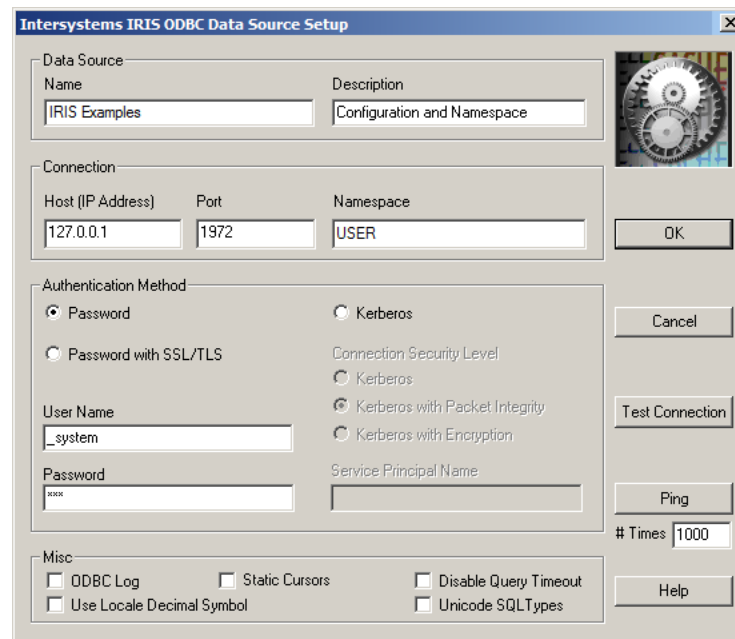 Intersystems IRIS ODBC Data Source Setup
Data Source
Name Description
IRIS Examples Configuration and Namespace
Connection
Host (IP Address) Port Namespace
127.0.0.1 1972 USER
OK
Authentication Method
Password Kerberos
Cancel
Password with SSL/TLS Connection Security Level
Kerberos
Kerberos with Packet Integrity
Test Connection
User Name
Kerberos with Encryption
_system
Password Service Principal Name
***
Ping
# Times 1000
Misc
ODBC Log Static Cursors Disable Query Timeout
Use Locale Decimal Symbol Unicode SQLTypes
Help